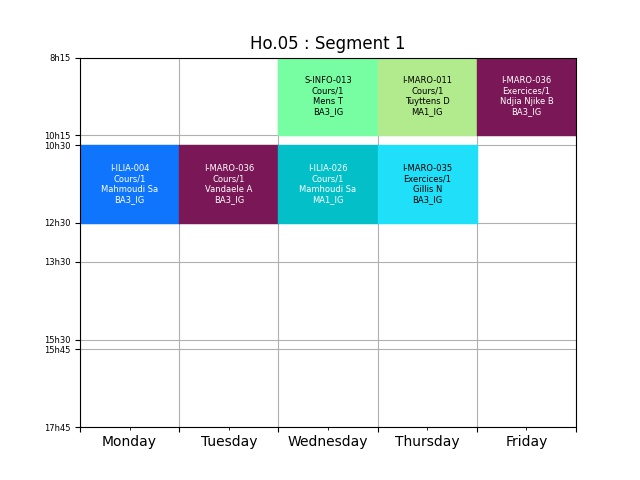 Ho.05 : Segment 1
8h15
S-INFO-013
Cours/1
Mens T
BA3_IG
I-MARO-011
Cours/1
Tuyttens D
MA1_IG
I-MARO-036
Exercices/1
Ndjia Njike B
BA3_IG
10h15
10h30
I-ILIA-004
Cours/1
Mahmoudi Sa
BA3_IG
I-MARO-036
Cours/1
Vandaele A
BA3_IG
I-ILIA-026
Cours/1
Mamhoudi Sa
MA1_IG
I-MARO-035
Exercices/1
Gillis N
BA3_IG
12h30
13h30
15h30
15h45
17h45
Monday
Tuesday
Wednesday
Thursday
Friday